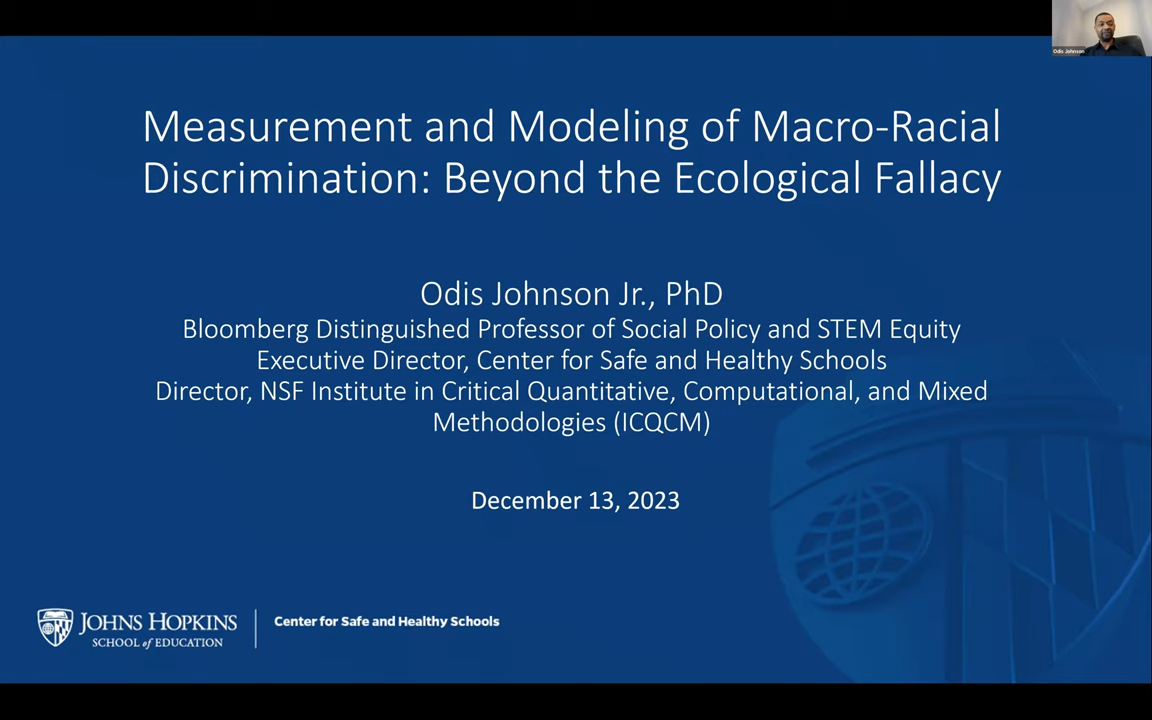 Odis Johnson
Measurement and Modeling of Macro-Racial
Discrimination: Beyond the Ecological Fallacy
Odis Johnson Jr., PhD
Bloomberg Distinguished Professor of Social Policy and STEM Equity
Executive Director, Center for Safe and Healthy Schools
Director, NSF Institute in Critical Quantitative, Computational, and Mixed
Methodologies (ICQCM)
December 13, 2023
JOHNS HOPKINS
SCHOOL of EDUCATION
Center for Safe and Healthy Schools